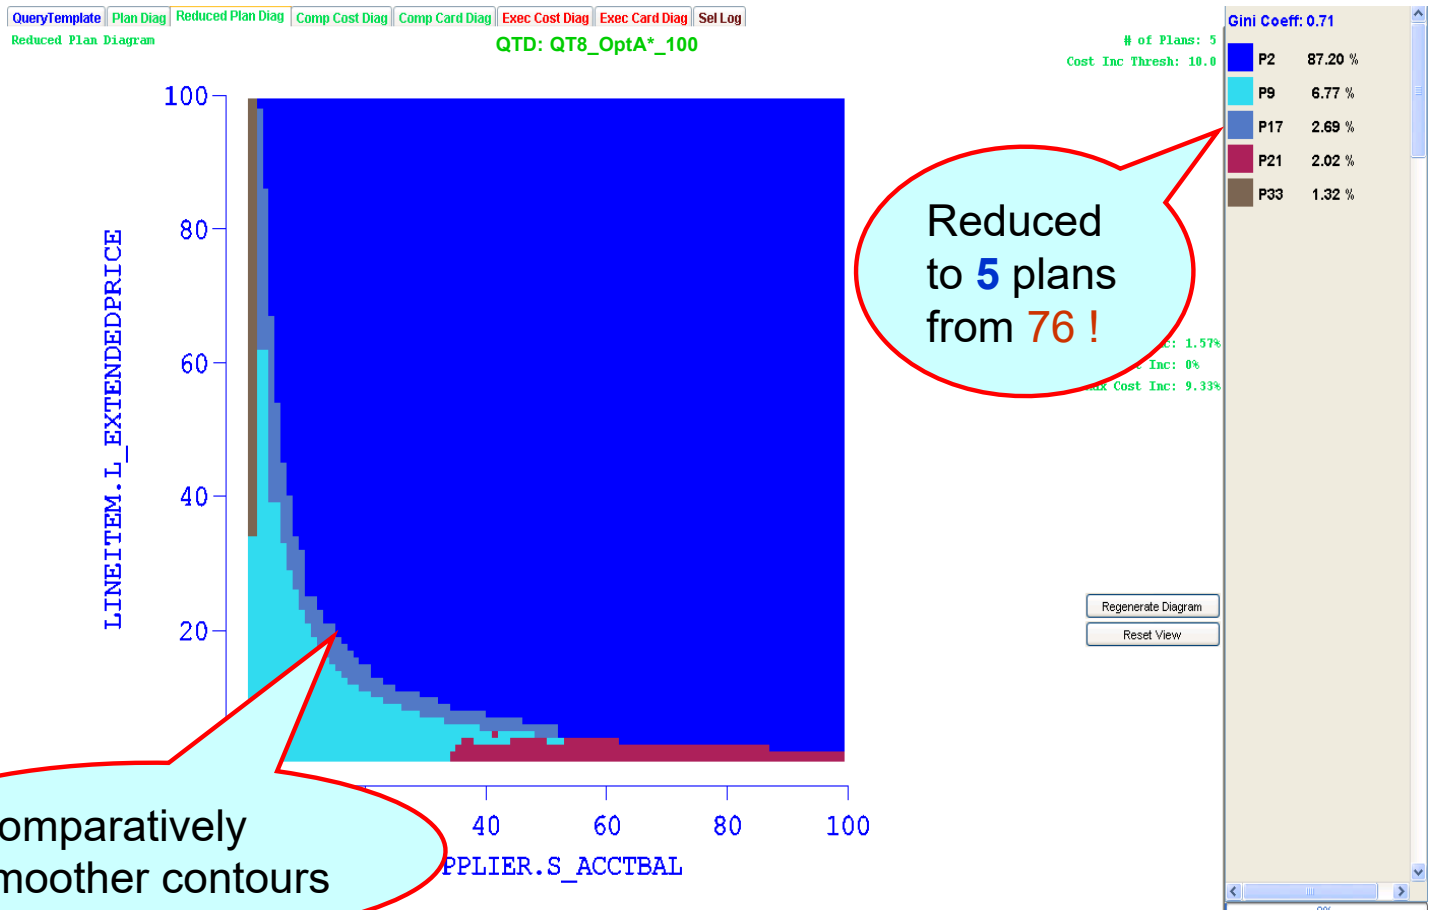 QueryTemplate Plan Diag Reduced Plan Diag Comp Cost Diag Comp Card Diag Exec Cost Diag Exec Card Diag Sel Log
Reduced Plan Diagram
QTD: QT8_OptA*_100
# of Plans: 5
Cost Inc Thresh: 10.0
Gini Coeff: 0.71
P2 87.20 %
P9 6.77 %
P17 2.69 %
P21 2.02 %
P33 1.32 %
Reduced
to 5 plans
from 76 !
: 1.57%
Inc: 0%
Cost Inc: 9.33%
Regenerate Diagram
Reset View
100
80
60
40
20
LINEITEM.L_EXTENDEDPRICE
40 60 80 100
PPLIER.S_ACCTBAL
omparatively
moother contours